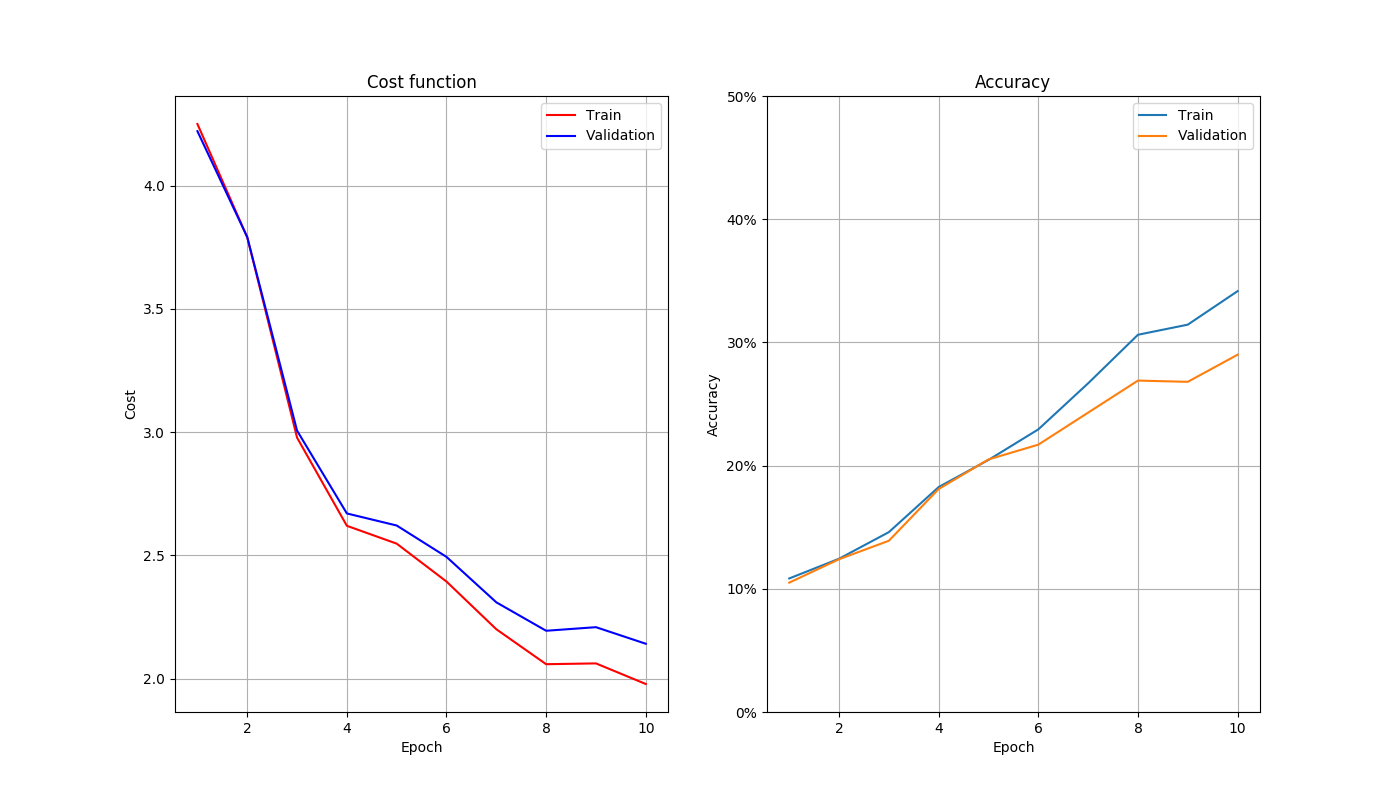 Cost function
Train
Validation
4.0
3.5
3.0
2.5
2.0
Cost
2
4
6
8
10
Epoch
Accuracy
Train
Validation
50%
40%
30%
20%
10%
0%
Accuracy
2
4
6
8
10
Epoch